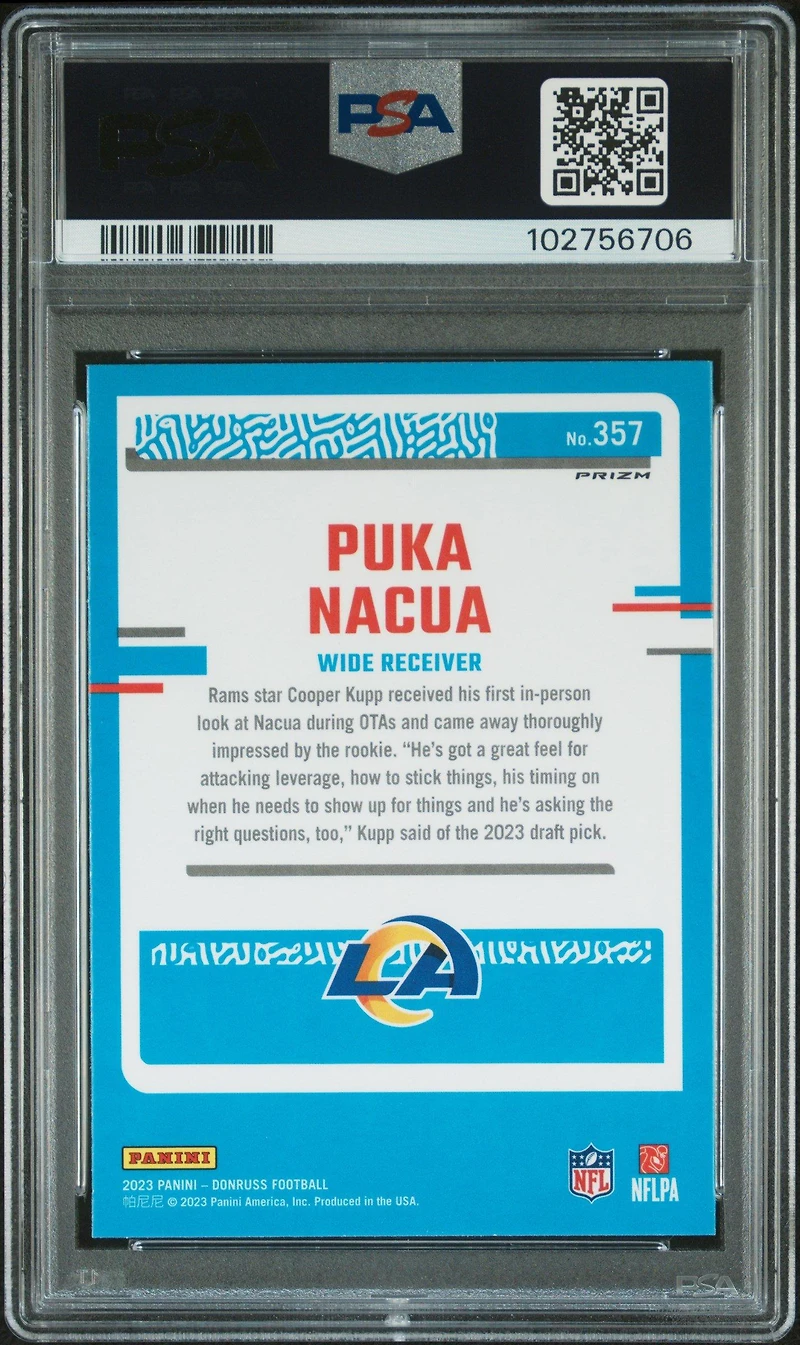 PSA
PSA
102756706
No.357
PRIZM
PUKA
NACUA
WIDE RECEIVER
Rams star Cooper Kupp received his first in-person
look at Nacua during OTAs and came away thoroughly
impressed by the rookie. “He’s got a great feel for
attacking leverage, how to stick things, his timing on
when he needs to show up for things and he’s asking the
right questions, too,” Kupp said of the 2023 draft pick.
LA
PANINI
2023 PANINI – DONRUSS FOOTBALL
帕尼尼 © 2023 Panini America, Inc. Produced in the USA.
NFL
NFLPA
PSA